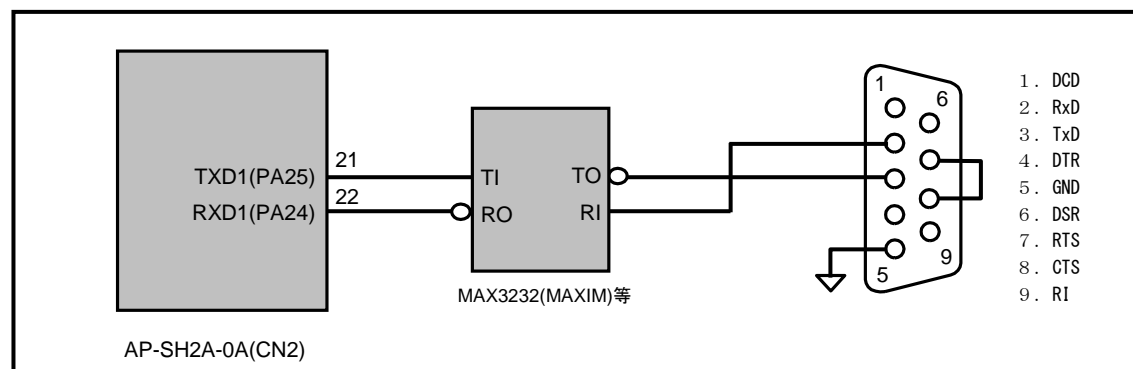 TXD1(PA25)
RXD1(PA24)
21
22
AP-SH2A-0A(CN2)
TI
RO
TO
RI
MAX3232(MAXIM)等
1
6
5
9
1. DCD
2. RxD
3. TxD
4. DTR
5. GND
6. DSR
7. RTS
8. CTS
9. RI